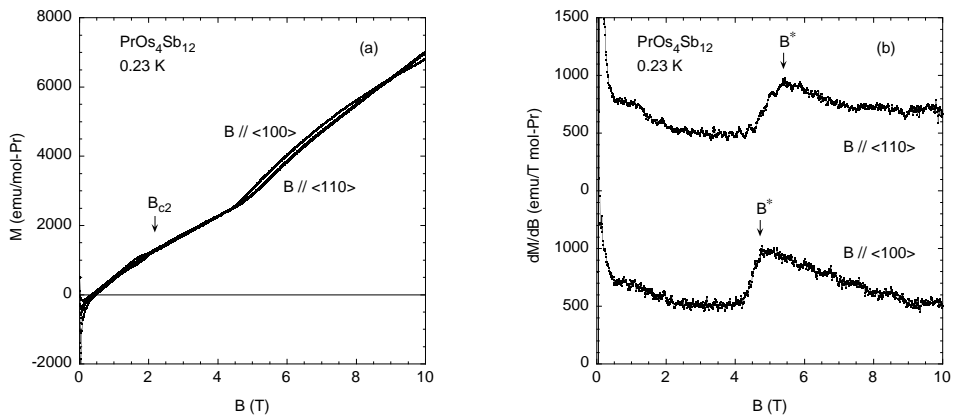 8000
6000
4000
2000
0
-2000
M (emu/mol-Pr)
PrOs₄Sb₁₂
0.23 K
(a)
B // <100>
B // <110>
B_c2
0 2 4 6 8 10
B (T)
1500
1000
500
0
1000
500
0
dM/dB (emu/T mol-Pr)
PrOs₄Sb₁₂
0.23 K
B*
(b)
B // <110>
B*
B // <100>
0 2 4 6 8 10
B (T)